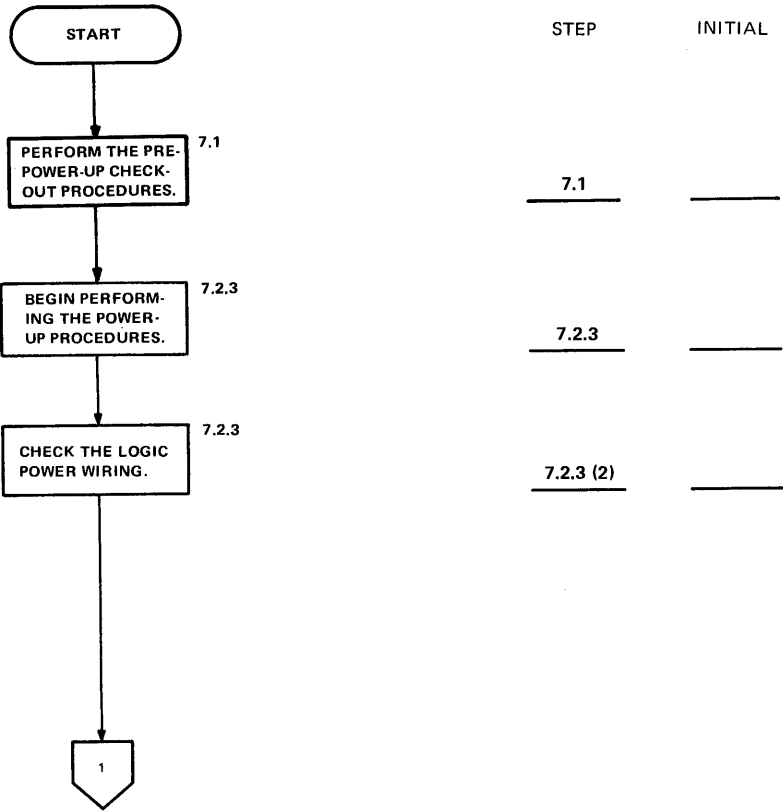 START
STEP INITIAL
PERFORM THE PRE-
POWER-UP CHECK-
OUT PROCEDURES.
7.1
7.1
BEGIN PERFORM-
ING THE POWER-
UP PROCEDURES.
7.2.3
7.2.3
CHECK THE LOGIC
POWER WIRING.
7.2.3
7.2.3 (2)
1